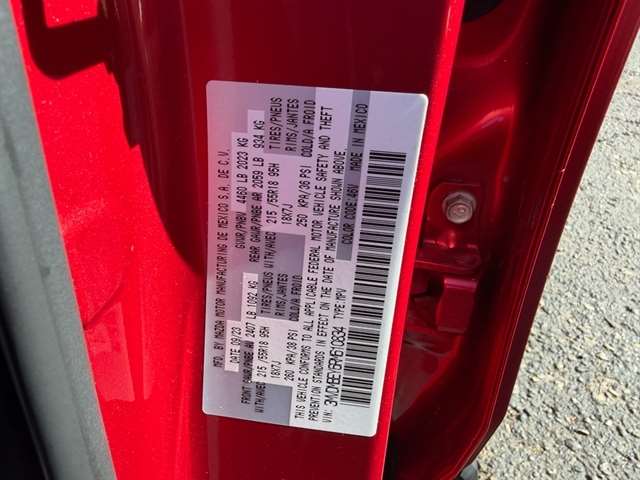 MFD. BY MAZDA MOTOR MANUFACTURING DE MEXICO S.A. DE C.V.
DATE 09/23 GVWR/PNBV 4460 LB 2023 KG
FRONT GAWR/PNBE AV 2407 LB 1092 KG REAR GAWR/PNBE AR 2059 LB 934 KG
WITH/AVEC 215 /55R18 95H TIRES/PNEUS WITH/AVEC 215 /55R18 95H TIRES/PNEUS
18X7J RIMS/JANTES 18X7J RIMS/JANTES
260 KPA/38 PSI COLD/A FROID 250 KPA/36 PSI COLD/A FROID
THIS VEHICLE CONFORMS TO ALL APPLICABLE FEDERAL MOTOR VEHICLE SAFETY AND THEFT
PREVENTION STANDARDS IN EFFECT ON THE DATE OF MANUFACTURE SHOWN ABOVE.
VIN: TYPE: MPV COLOR CODE: MADE IN MEXICO